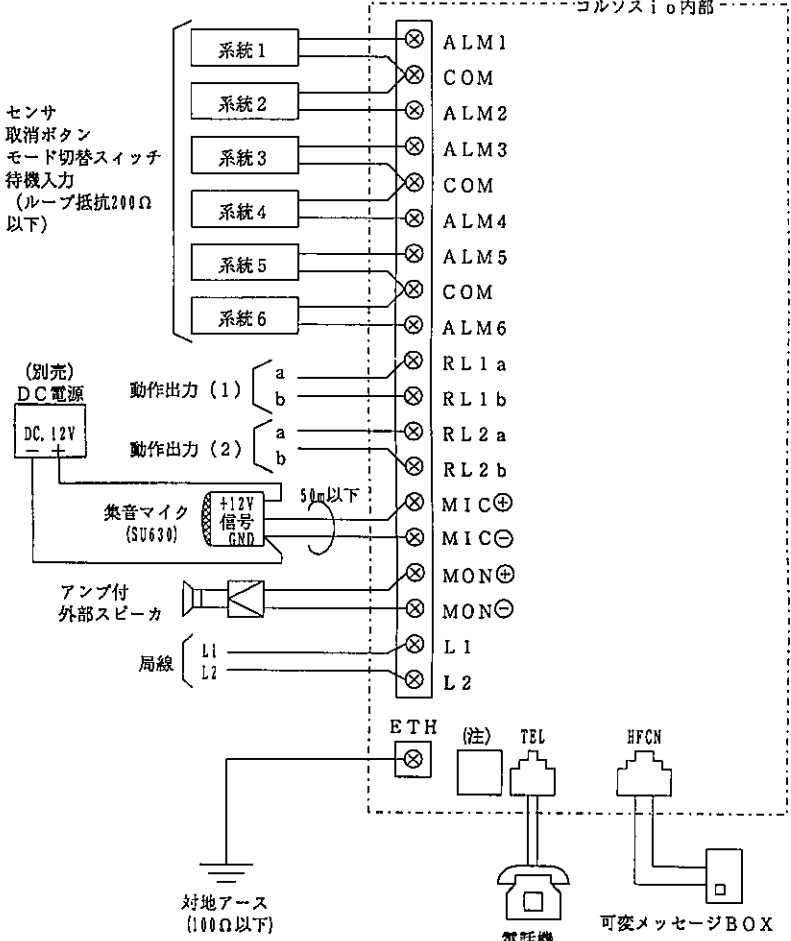 コルソスio内部
系統1
系統2
系統3
系統4
系統5
系統6
センサ
取消ボタン
モード切替スイッチ
待機入力
(ループ抵抗200Ω
以下)
ALM1
COM
ALM2
ALM3
COM
ALM4
ALM5
COM
ALM6
RL1a
RL1b
RL2a
RL2b
MIC⊕
MIC⊖
MON⊕
MON⊖
L1
L2
動作出力(1)
a
b
動作出力(2)
a
b
(別売)
DC電源
DC.12V
− +
集音マイク
(SU630)
+12V
信号
GND
50m以下
アンプ付
外部スピーカ
局線
L1
L2
ETH
(注)
TEL
HFCN
対地アース
(100Ω以下)
電話機
可変メッセージBOX